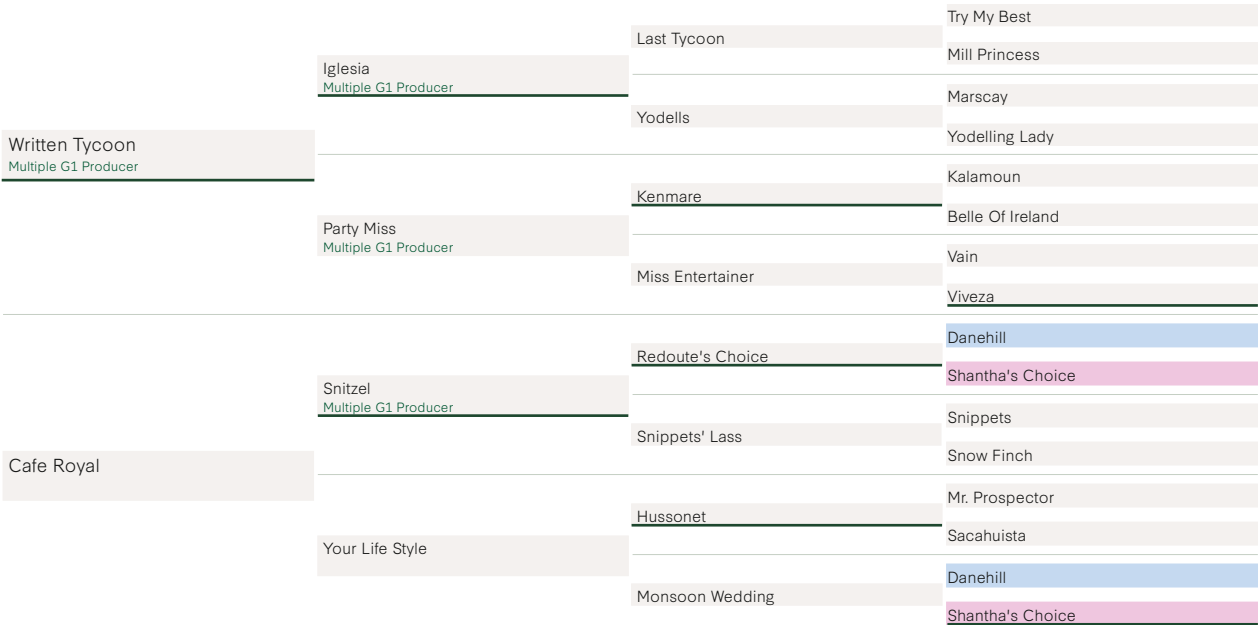 Written Tycoon
Multiple G1 Producer
Cafe Royal
Iglesia
Multiple G1 Producer
Party Miss
Multiple G1 Producer
Snitzel
Multiple G1 Producer
Your Life Style
Last Tycoon
Yodells
Kenmare
Miss Entertainer
Redoute's Choice
Snippets' Lass
Hussonet
Monsoon Wedding
Try My Best
Mill Princess
Marscay
Yodelling Lady
Kalamoun
Belle Of Ireland
Vain
Viveza
Danehill
Shantha's Choice
Snippets
Snow Finch
Mr. Prospector
Sacahuista
Danehill
Shantha's Choice